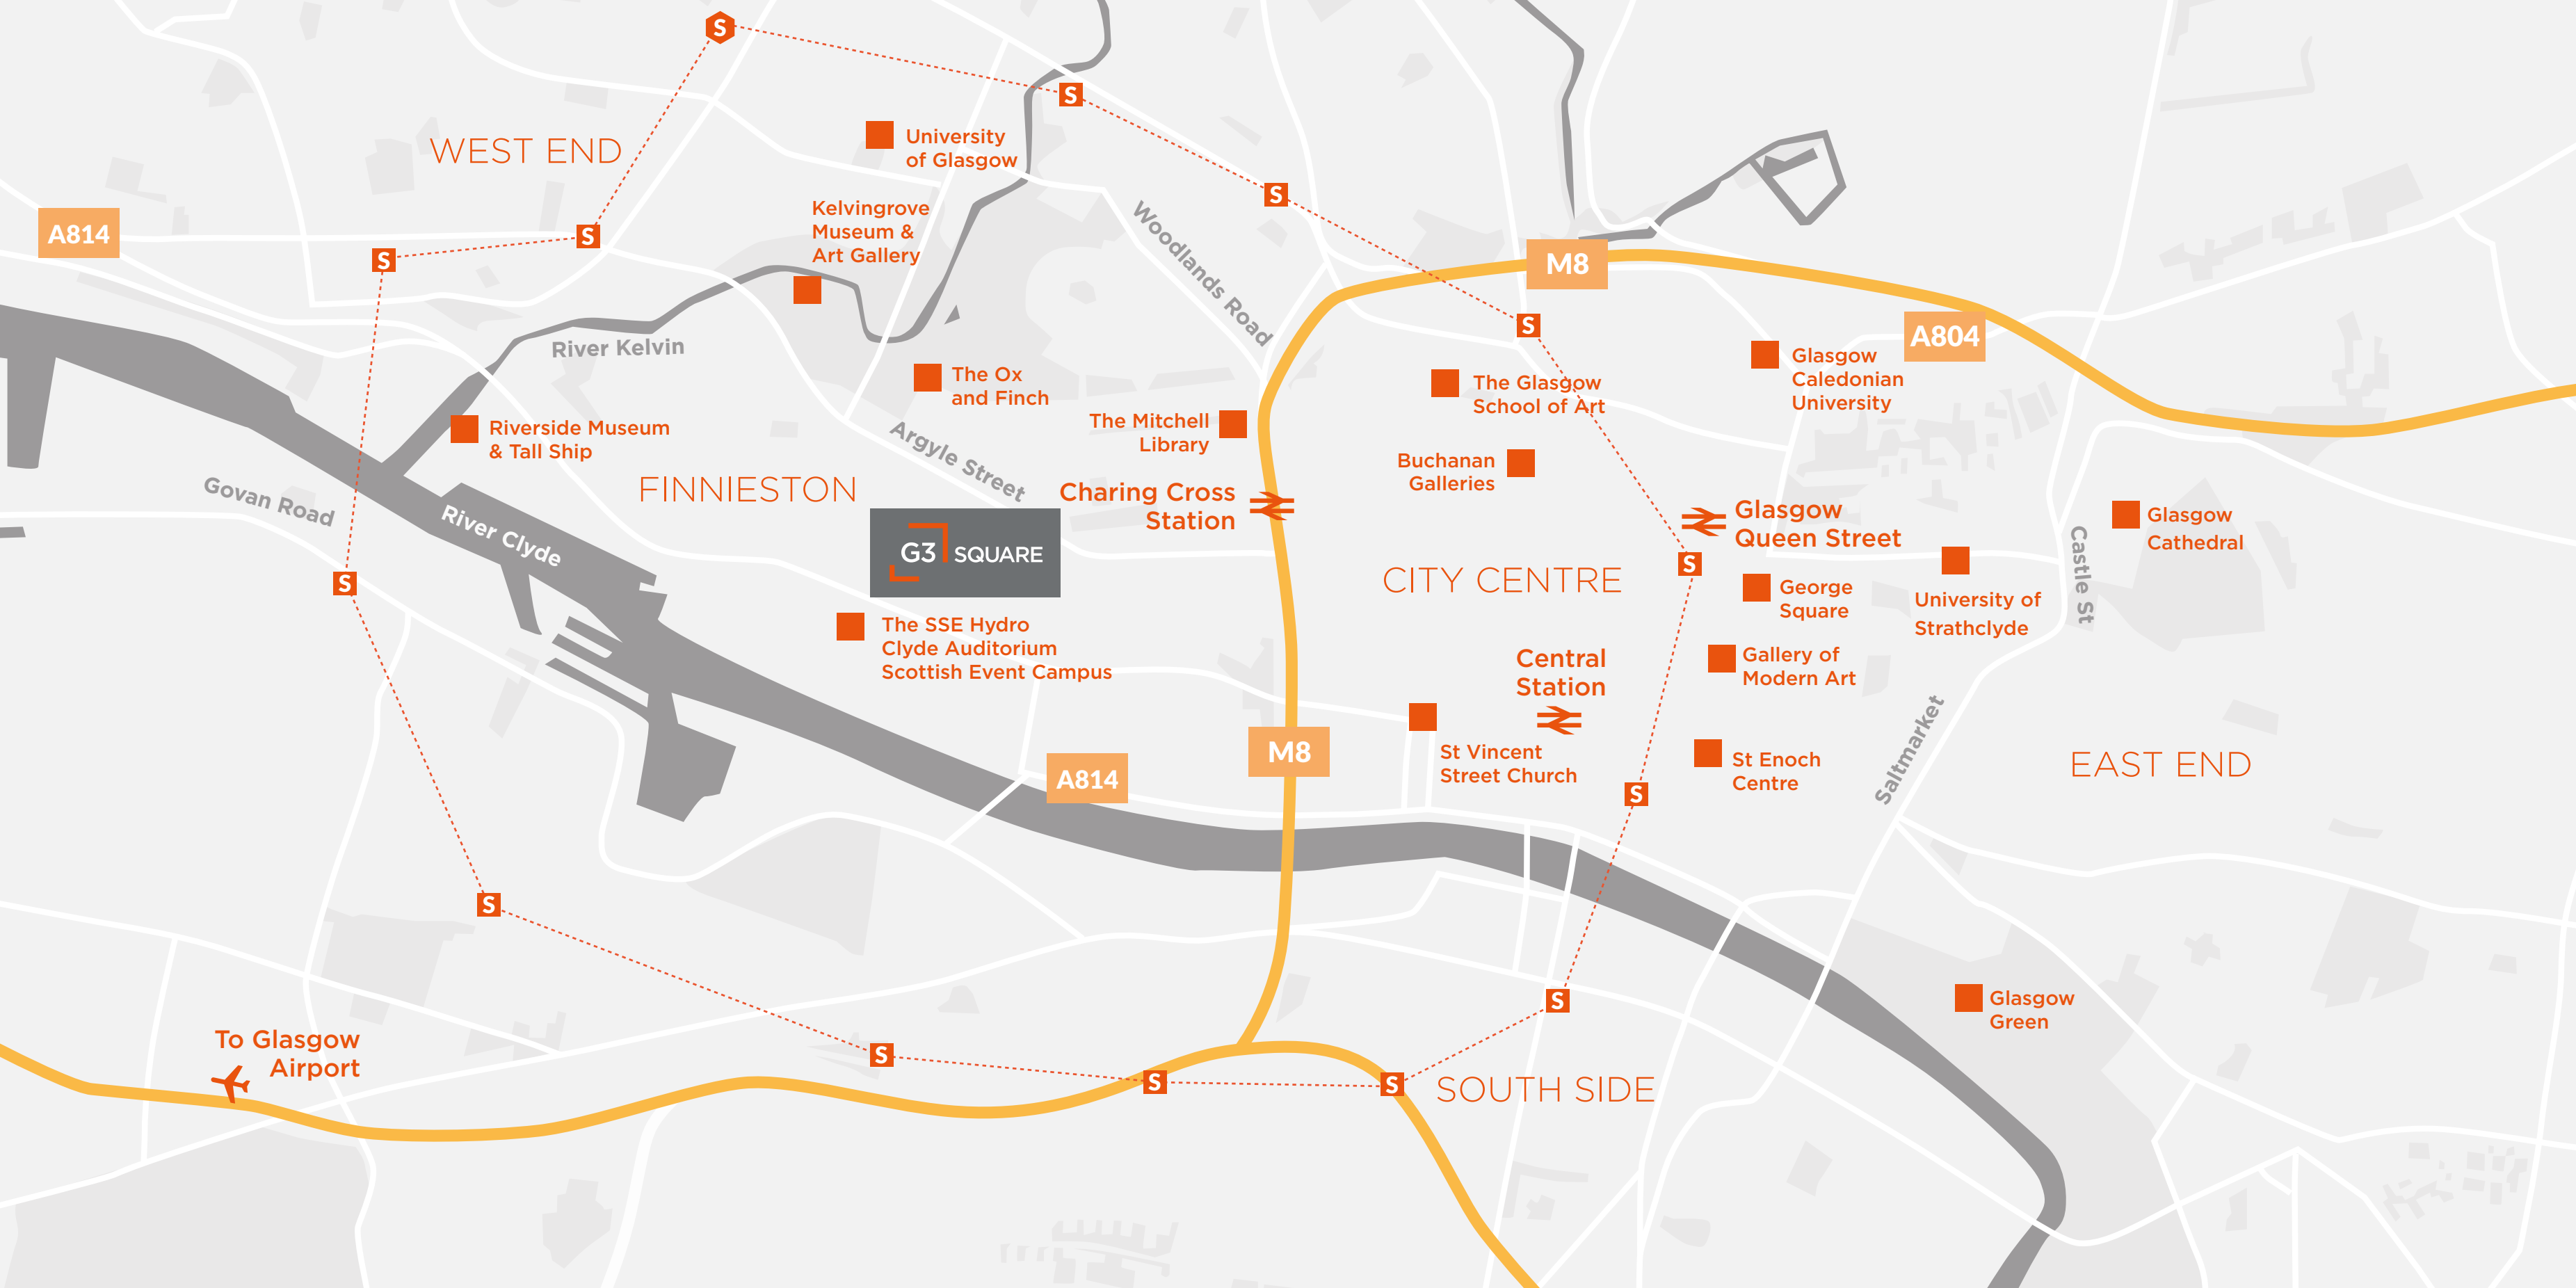 S
S
University
of Glasgow
WEST END
S
Kelvingrove
Museum &
Art Gallery
Woodlands Road
A814
S
S
M8
S
A804
River Kelvin
The Ox
and Finch
The Glasgow
School of Art
Glasgow
Caledonian
University
Riverside Museum
& Tall Ship
The Mitchell
Library
Argyle Street
Buchanan
Galleries
Govan Road
River Clyde
FINNIESTON
Charing Cross
Station
Glasgow
Queen Street
Glasgow
Cathedral
G3 SQUARE
S
S
CITY CENTRE
George
Square
University of
Strathclyde
Castle St
The SSE Hydro
Clyde Auditorium
Scottish Event Campus
Central
Station
Gallery of
Modern Art
Saltmarket
M8
A814
St Vincent
Street Church
St Enoch
Centre
EAST END
S
S
S
Glasgow
Green
To Glasgow
Airport
S
S
S
SOUTH SIDE